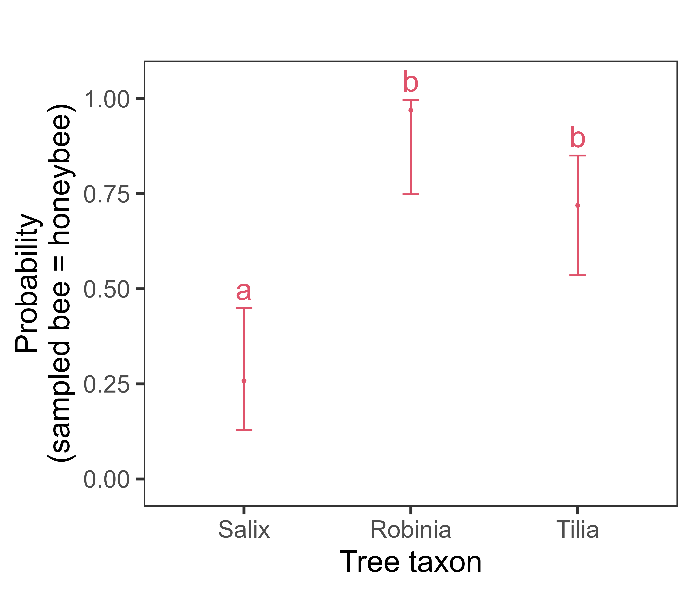 Probability
(sampled bee = honeybee)
1.00
0.75
0.50
0.25
0.00
a
b
b
Salix Robinia Tilia
Tree taxon